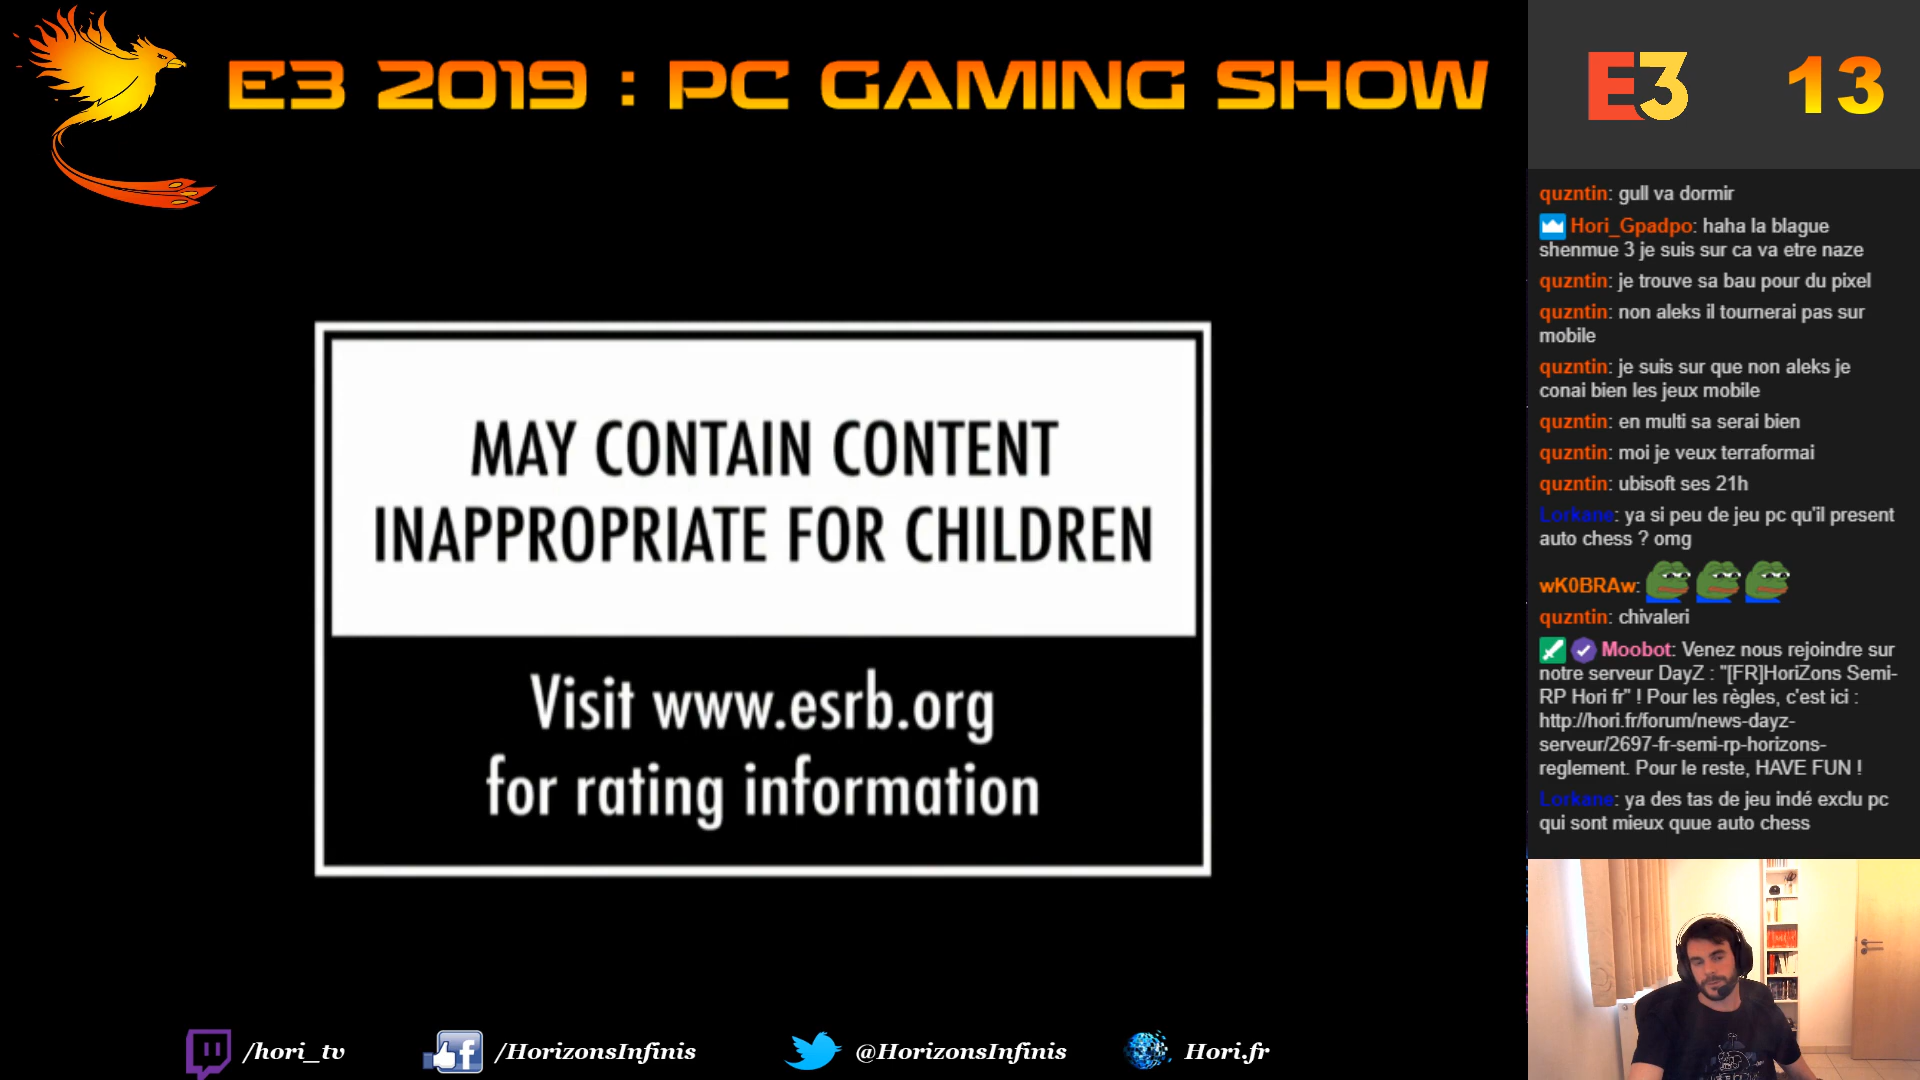 E3 2019 : PC GAMING SHOW
E3
13
MAY CONTAIN CONTENT
INAPPROPRIATE FOR CHILDREN
Visit www.esrb.org
for rating information
quzntin: gull va dormir
Hori_Gpadpo: haha la blague
shenmue 3 je suis sur ca va etre naze
quzntin: je trouve sa bau pour du pixel
quzntin: non aleks il tournerai pas sur
mobile
quzntin: je suis sur que non aleks je
conai bien les jeux mobile
quzntin: en multi sa serai bien
quzntin: moi je veux terraformai
quzntin: ubisoft ses 21h
Lorkane: ya si peu de jeu pc qu'il present
auto chess ? omg
wK0BRAw:
quzntin: chivaleri
Moobot: Venez nous rejoindre sur
notre serveur DayZ : "[FR]HoriZons Semi-
RP Hori fr" ! Pour les règles, c'est ici :
http://hori.fr/forum/news-dayz-
serveur/2697-fr-semi-rp-horizons-
reglement. Pour le reste, HAVE FUN !
Lorkane: ya des tas de jeu indé exclu pc
qui sont mieux quue auto chess
/hori_tv
/HorizonsInfinis
@HorizonsInfinis
Hori.fr